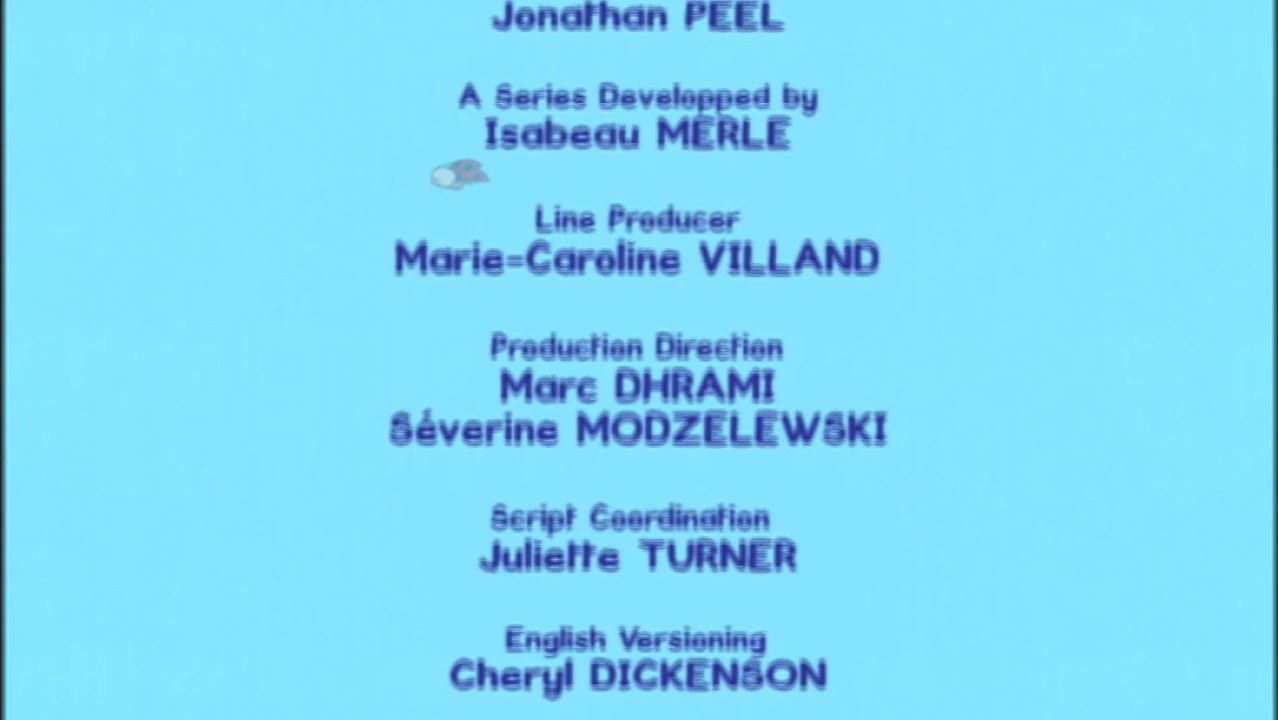 Jonathan PEEL
A Series Developped by
Isabeau MERLE
Line Producer
Marie-Caroline VILLAND
Production Direction
Marc DHRAMI
Séverine MODZELEWSKI
Script Coordination
Juliette TURNER
English Versioning
Cheryl DICKENSON